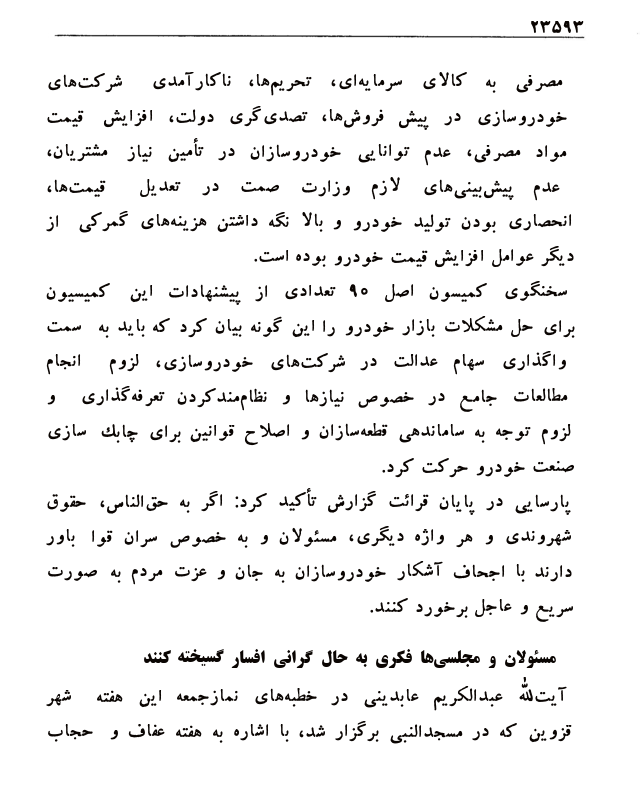 ۲۳۵۹۳
مصرفی به کالای سرمایه‌ای، تحریم‌ها، ناکارآمدی شرکت‌های
خودروسازی در پیش فروش‌ها، تصدی‌گری دولت، افزایش قیمت
مواد مصرفی، عدم توانایی خودروسازان در تأمین نیاز مشتریان،
عدم پیش‌بینی‌های لازم وزارت صمت در تعدیل قیمت‌ها،
انحصاری بودن تولید خودرو و بالا نگه داشتن هزینه‌های گمرکی از
دیگر عوامل افزایش قیمت خودرو بوده است.
سخنگوی کمیسون اصل ۹۰ تعدادی از پیشنهادات این کمیسیون
برای حل مشکلات بازار خودرو را این گونه بیان کرد که باید به سمت
واگذاری سهام عدالت در شرکت‌های خودروسازی، لزوم انجام
مطالعات جامع در خصوص نیازها و نظام‌مندکردن تعرفه‌گذاری و
لزوم توجه به ساماندهی قطعه‌سازان و اصلاح قوانین برای چابك سازی
صنعت خودرو حرکت کرد.
پارسایی در پایان قرائت گزارش تأکید کرد: اگر به حق‌الناس، حقوق
شهروندی و هر واژه دیگری، مسئولان و به خصوص سران قوا باور
دارند با اجحاف آشکار خودروسازان به جان و عزت مردم به صورت
سریع و عاجل برخورد کنند.
مسئولان و مجلسی‌ها فکری به حال گرانی افسار گسیخته کنند
آیت‌الله عبدالکریم عابدینی در خطبه‌های نمازجمعه این هفته شهر
قزوین که در مسجدالنبی برگزار شد، با اشاره به هفته عفاف و حجاب